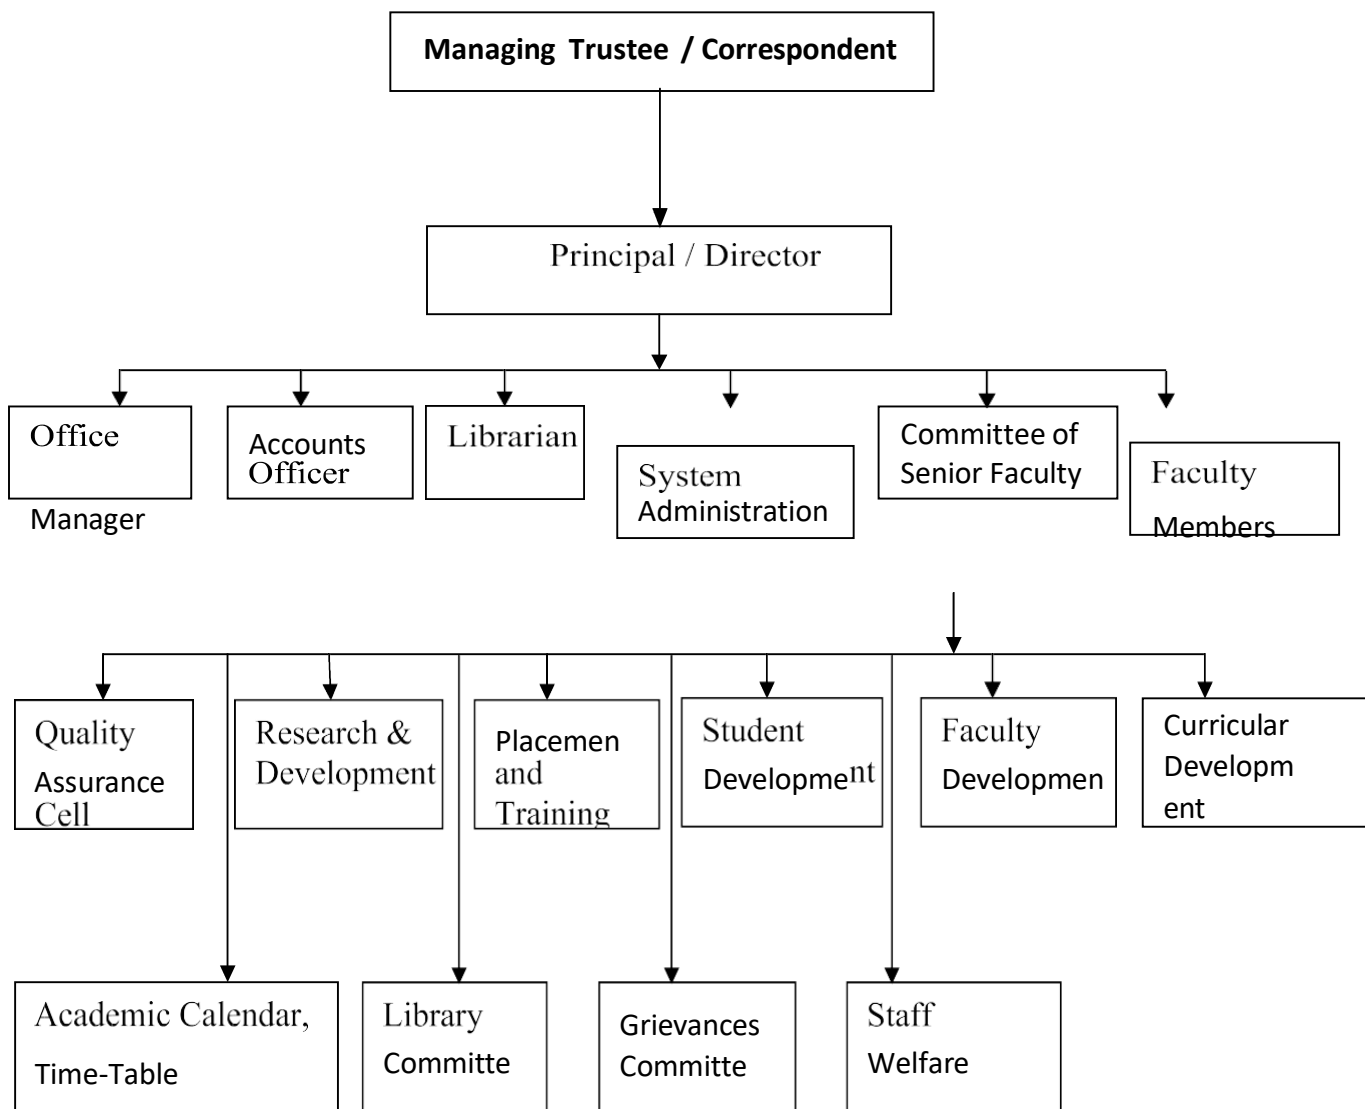 Managing Trustee / Correspondent
Principal / Director
Office
Manager
Accounts
Officer
Librarian
System
Administration
Committee of
Senior Faculty
Faculty
Members
Quality
Assurance
Cell
Research &
Development
Placemen
and
Training
Student
Development
Faculty
Developmen
Curricular
Developm
ent
Academic Calendar,
Time-Table
Library
Committe
Grievances
Committe
Staff
Welfare